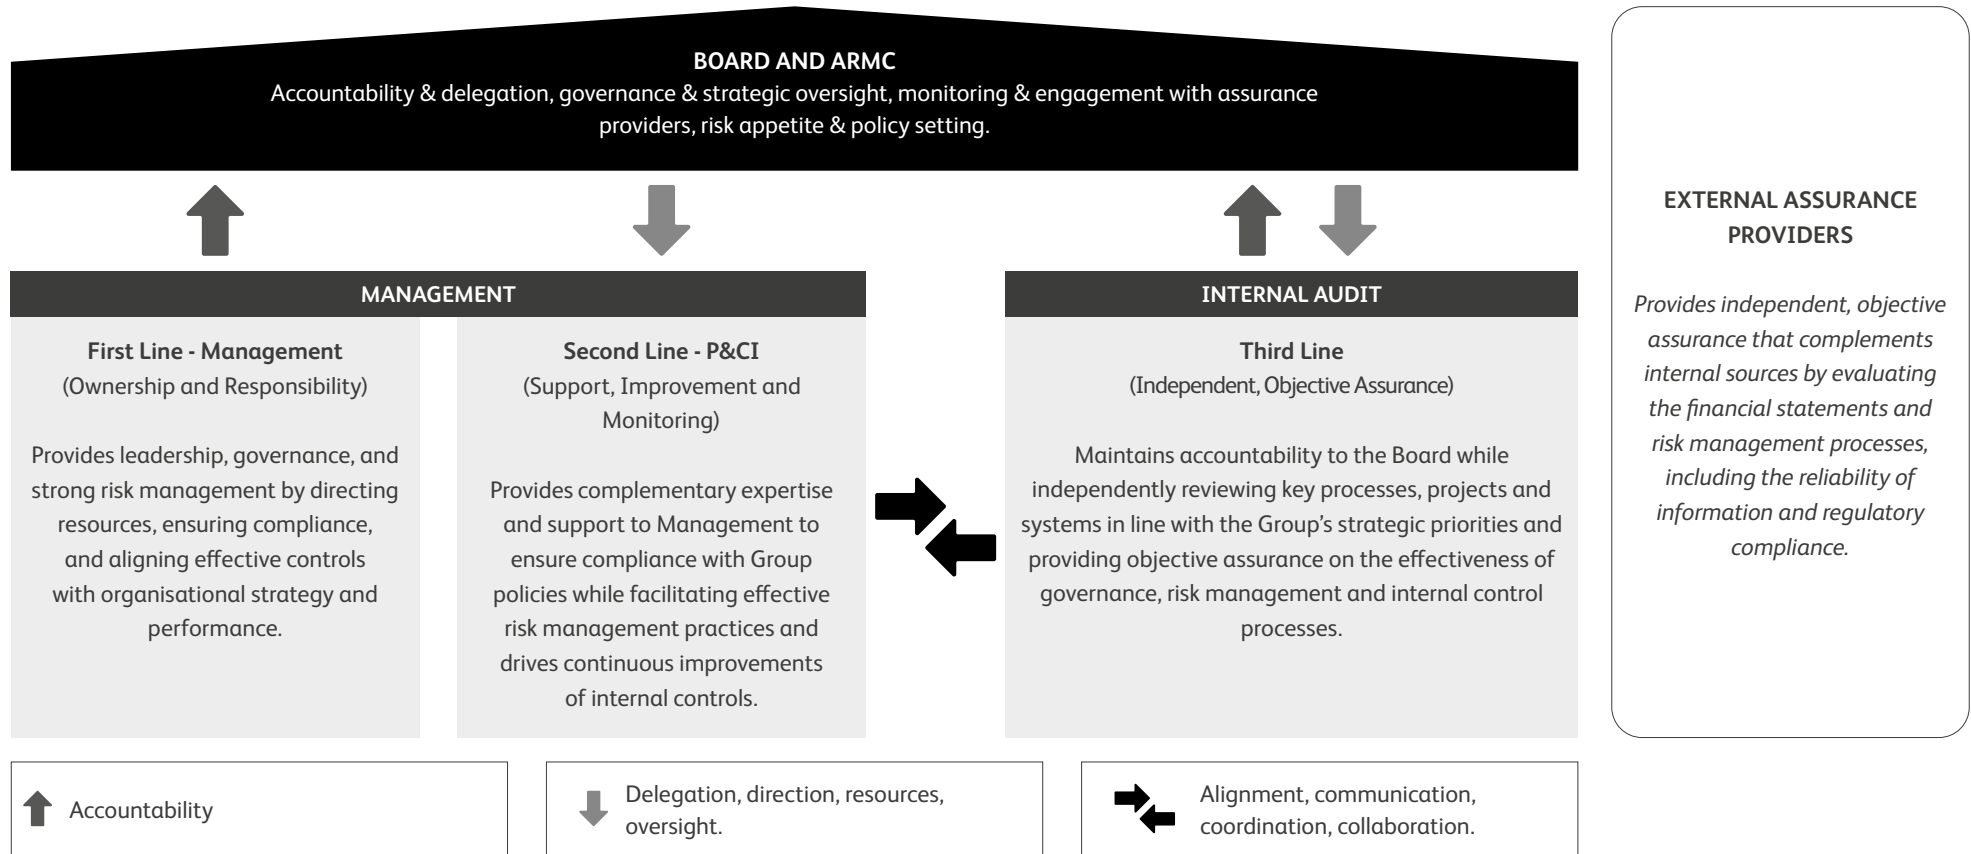 BOARD AND ARMC
Accountability & delegation, governance & strategic oversight, monitoring & engagement with assurance
providers, risk appetite & policy setting.
MANAGEMENT
First Line - Management
(Ownership and Responsibility)
Provides leadership, governance, and
strong risk management by directing
resources, ensuring compliance,
and aligning effective controls
with organisational strategy and
performance.
Second Line - P&CI
(Support, Improvement and
Monitoring)
Provides complementary expertise
and support to Management to
ensure compliance with Group
policies while facilitating effective
risk management practices and
drives continuous improvements
of internal controls.
INTERNAL AUDIT
Third Line
(Independent, Objective Assurance)
Maintains accountability to the Board while
independently reviewing key processes, projects and
systems in line with the Group’s strategic priorities and
providing objective assurance on the effectiveness of
governance, risk management and internal control
processes.
EXTERNAL ASSURANCE
PROVIDERS
Provides independent, objective
assurance that complements
internal sources by evaluating
the financial statements and
risk management processes,
including the reliability of
information and regulatory
compliance.
Accountability
Delegation, direction, resources,
oversight.
Alignment, communication,
coordination, collaboration.